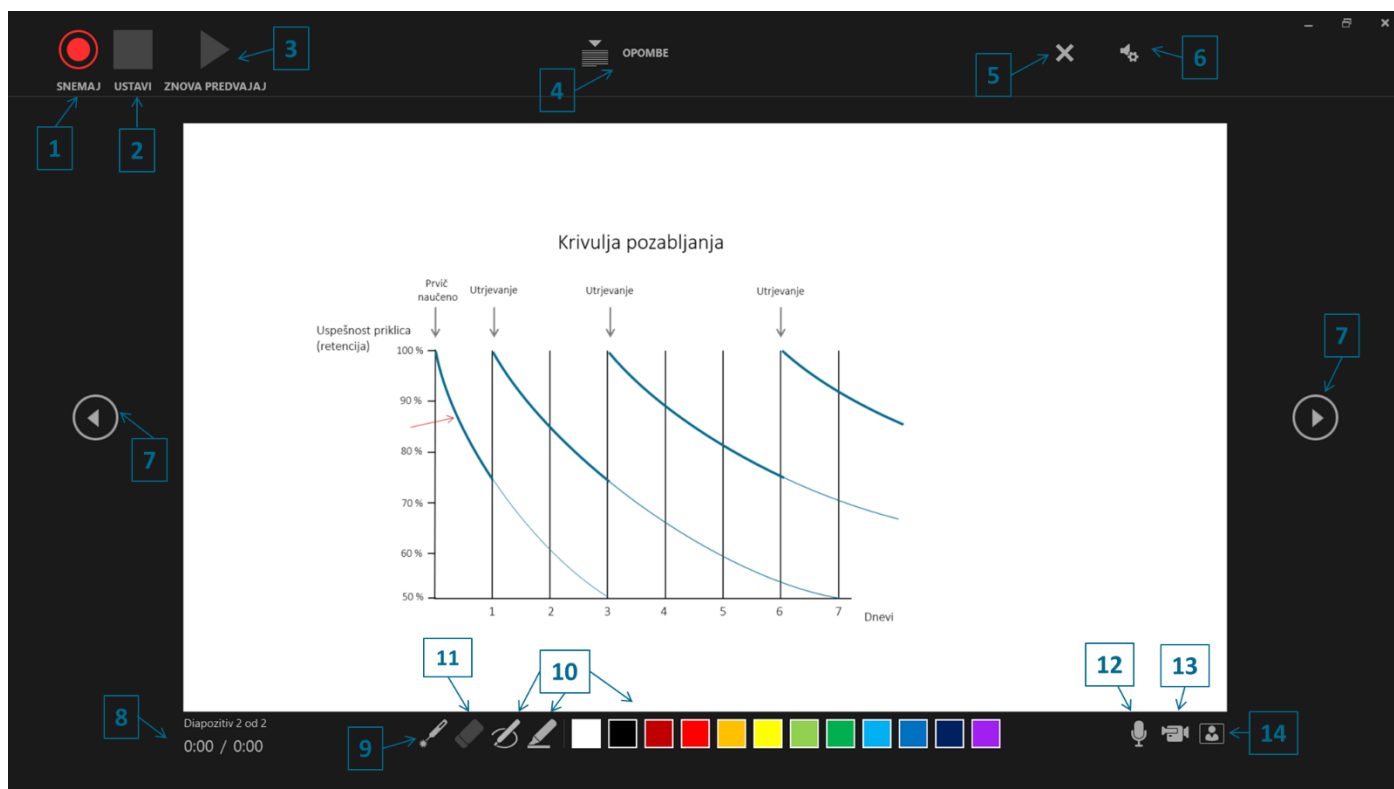 SNEMAJ
USTAVI
ZNOVA PREDVAJAJ
3
OPOMBE
4
5
6
1
2
Krivulja pozabljanja
Prvič
naučeno
Utrjevanje
Utrjevanje
Utrjevanje
Uspešnost priklica
(retencija)
100 %
90 %
80 %
70 %
60 %
50 %
1
2
3
4
5
6
7
Dnevi
7
7
11
10
12
13
8
Diapozitiv 2 od 2
0:00 / 0:00
9
14